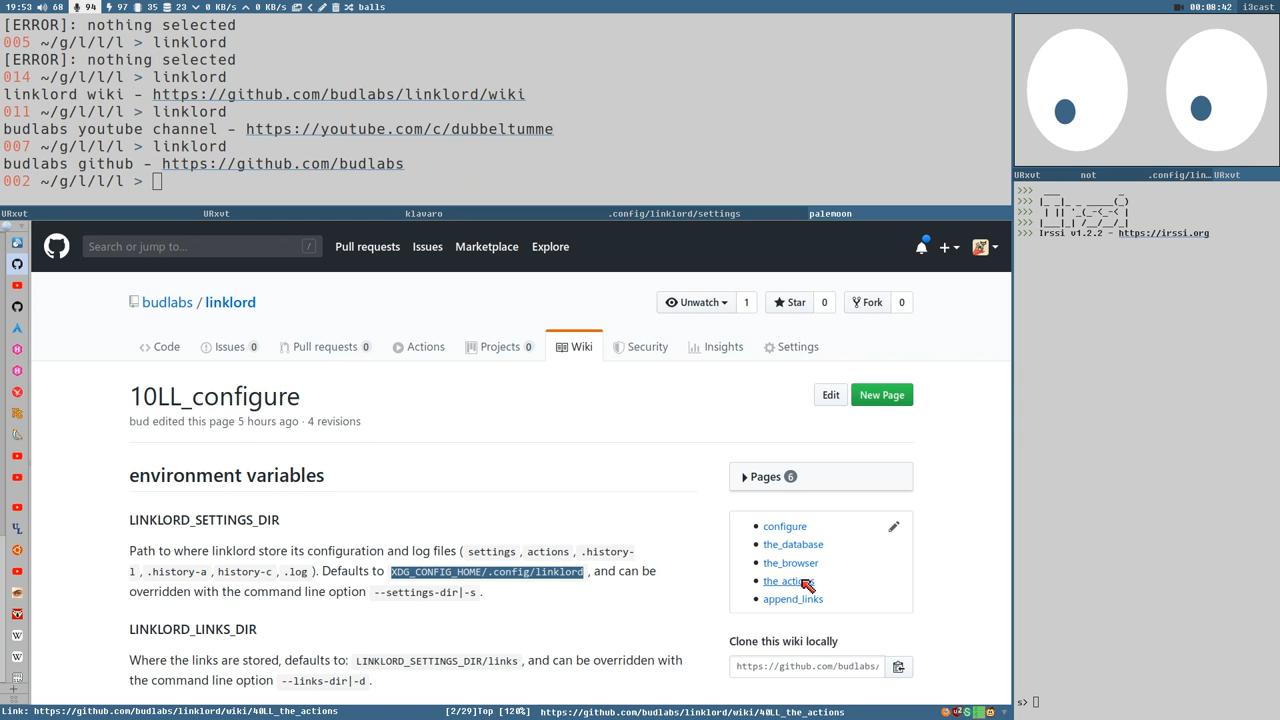 19:53 68 94 97 35 23 0 KB/s 0 KB/s balls 00:08:42 i3cast
[ERROR]: nothing selected
005 ~/g/l/l/l > linklord
[ERROR]: nothing selected
014 ~/g/l/l/l > linklord
linklord wiki - https://github.com/budlabs/linklord/wiki
011 ~/g/l/l/l > linklord
budlabs youtube channel - https://youtube.com/c/dubbeltumme
007 ~/g/l/l/l > linklord
budlabs github - https://github.com/budlabs
002 ~/g/l/l/l >
URxvt URxvt klavaro .config/linklord/settings palemoon
Search or jump to... / Pull requests Issues Marketplace Explore
budlabs / linklord
Unwatch 1 Star 0 Fork 0
Code Issues 0 Pull requests 0 Actions Projects 0 Wiki Security Insights Settings
10LL_configure
Edit New Page
bud edited this page 5 hours ago · 4 revisions
environment variables
LINKLORD_SETTINGS_DIR
Path to where linklord store its configuration and log files ( settings , actions , .history-
l , .history-a , history-c , .log ). Defaults to XDG_CONFIG_HOME/.config/linklord , and can be
overridden with the command line option --settings-dir|-s .
LINKLORD_LINKS_DIR
Where the links are stored, defaults to: LINKLORD_SETTINGS_DIR/links , and can be overridden with
the command line option --links-dir|-d .
Pages 6
configure
the_database
the_browser
the_actions
append_links
Clone this wiki locally
https://github.com/budlabs/
Link: https://github.com/budlabs/linklord/wiki/40LL_the_actions [2/29]Top [120%] https://github.com/budlabs/linklord/wiki/40LL_the_actions
URxvt not .config/lin... URxvt
>>>
>>>
>>>
>>>
>>> Irssi v1.2.2 - https://irssi.org
s>